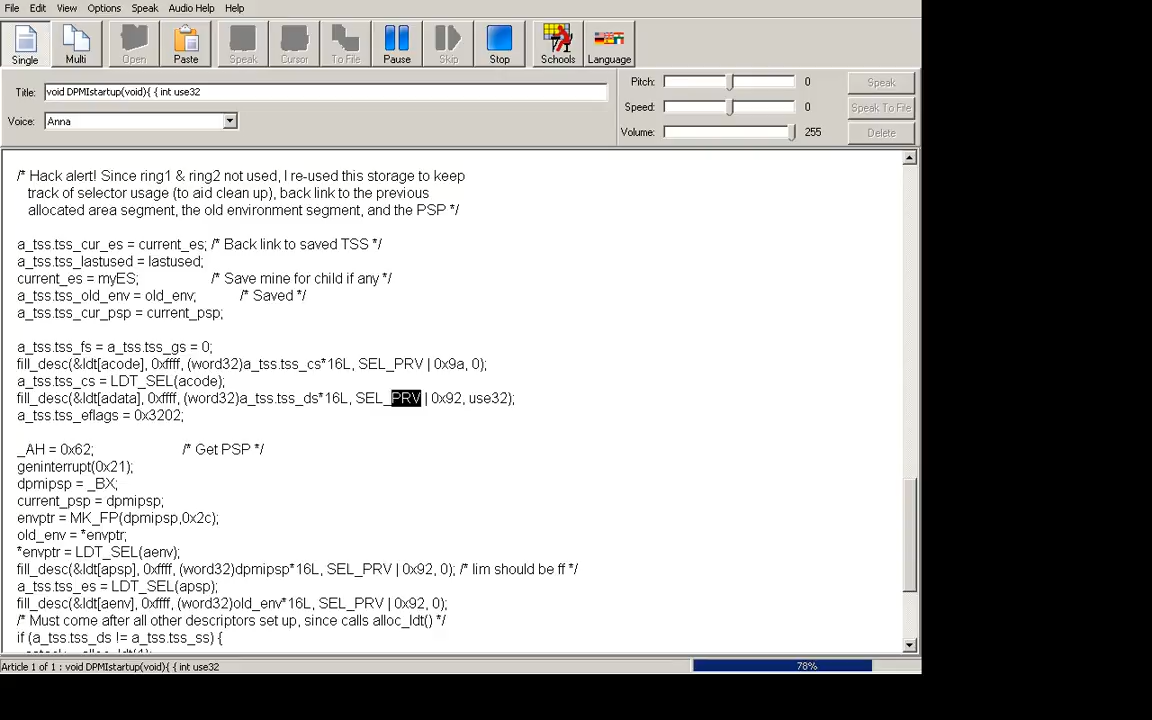 File Edit View Options Speak Audio Help Help
Single Multi Open Paste Speak Cursor To File Pause Skip Stop Schools Language
Title: void DPMIstartup(void){ { int use32
Voice: Anna
Pitch: 0 Speak
Speed: 0 Speak To File
Volume: 255 Delete
/* Hack alert! Since ring1 & ring2 not used, I re-used this storage to keep
track of selector usage (to aid clean up), back link to the previous
allocated area segment, the old environment segment, and the PSP */
a_tss.tss_cur_es = current_es; /* Back link to saved TSS */
a_tss.tss_lastused = lastused;
current_es = myES; /* Save mine for child if any */
a_tss.tss_old_env = old_env; /* Saved */
a_tss.tss_cur_psp = current_psp;
a_tss.tss_fs = a_tss.tss_gs = 0;
fill_desc(&ldt[acode], 0xffff, (word32)a_tss.tss_cs*16L, SEL_PRV | 0x9a, 0);
a_tss.tss_cs = LDT_SEL(acode);
fill_desc(&ldt[adata], 0xffff, (word32)a_tss.tss_ds*16L, SEL_PRV | 0x92, use32);
a_tss.tss_eflags = 0x3202;
_AH = 0x62; /* Get PSP */
geninterrupt(0x21);
dpmipsp = _BX;
current_psp = dpmipsp;
envptr = MK_FP(dpmipsp,0x2c);
old_env = *envptr;
*envptr = LDT_SEL(aenv);
fill_desc(&ldt[apsp], 0xffff, (word32)dpmipsp*16L, SEL_PRV | 0x92, 0); /* lim should be ff */
a_tss.tss_es = LDT_SEL(apsp);
fill_desc(&ldt[aenv], 0xffff, (word32)old_env*16L, SEL_PRV | 0x92, 0);
/* Must come after all other descriptors set up, since calls alloc_ldt() */
if (a_tss.tss_ds != a_tss.tss_ss) {
Article 1 of 1 : void DPMIstartup(void){ { int use32
78%